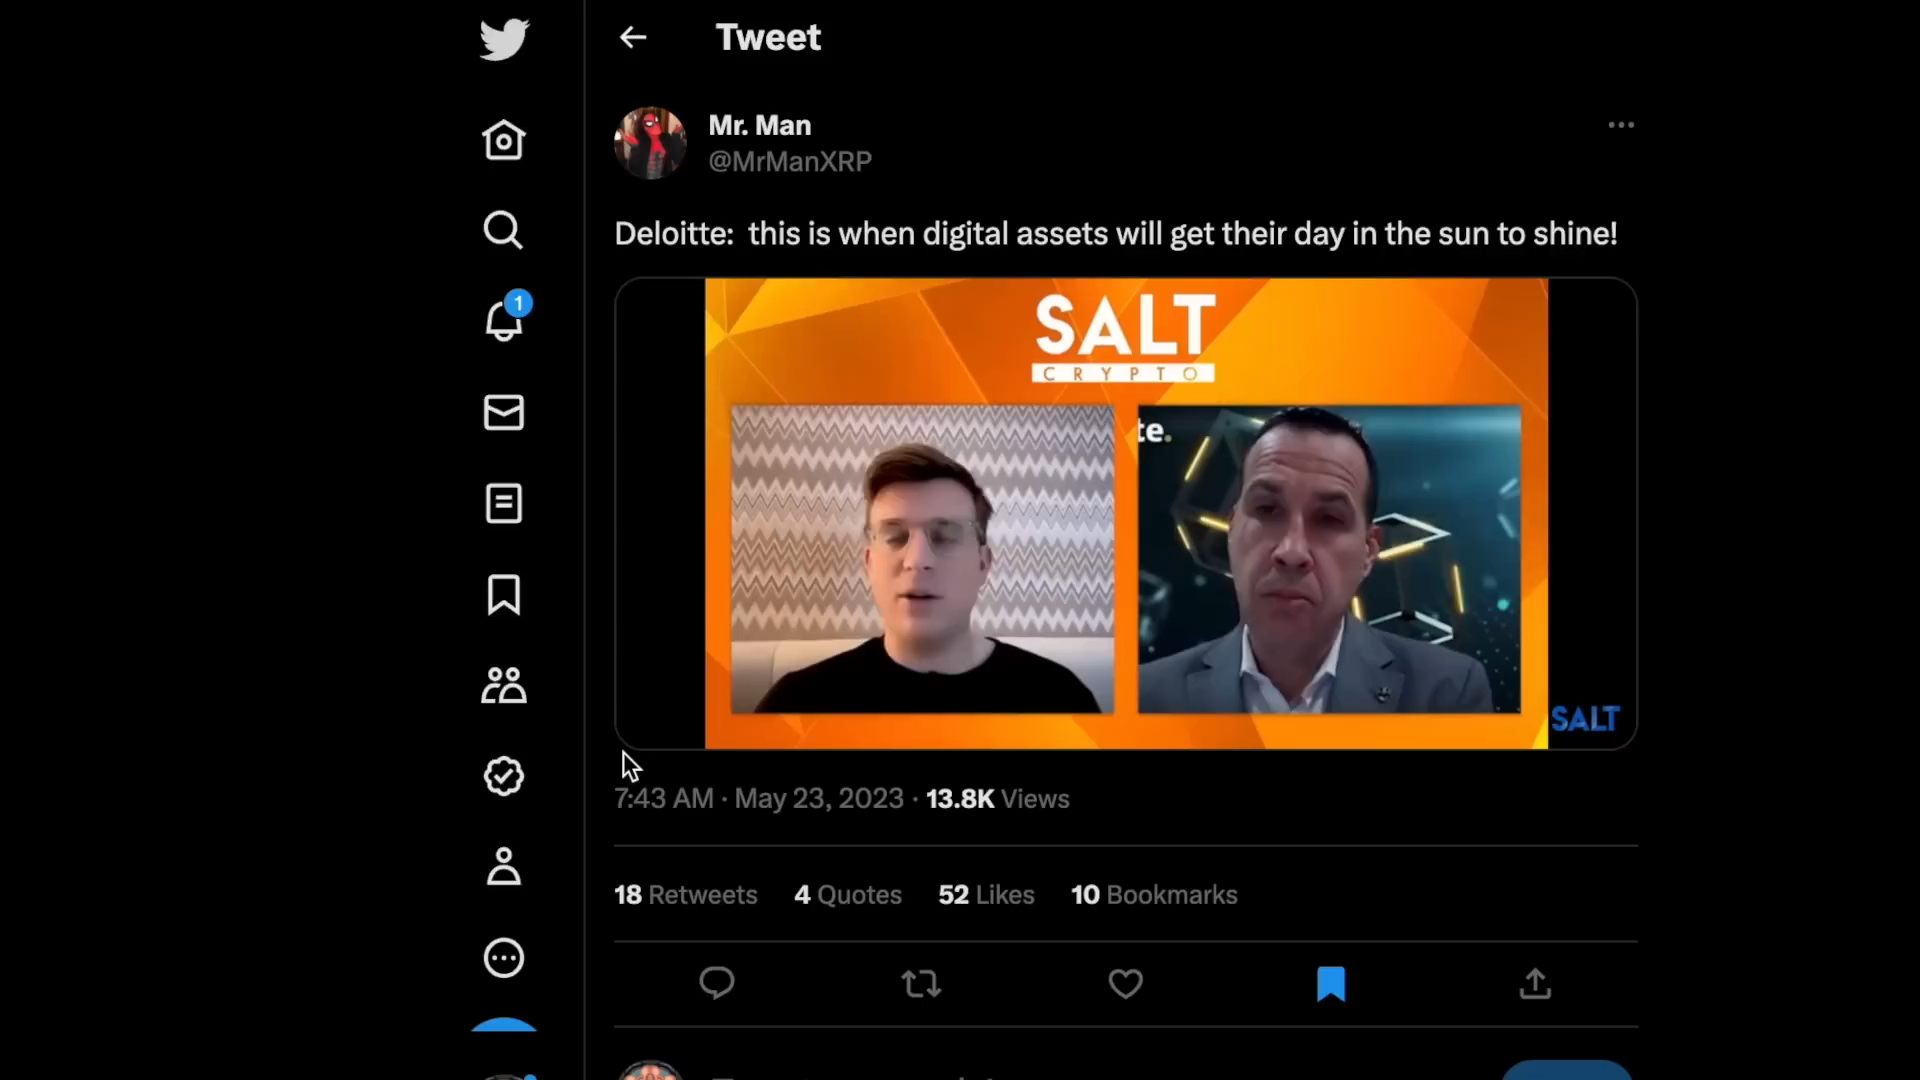 Tweet
Mr. Man
@MrManXRP
Deloitte: this is when digital assets will get their day in the sun to shine!
1
SALT
CRYPTO
te.
SALT
7:43 AM · May 23, 2023 · 13.8K Views
18 Retweets 4 Quotes 52 Likes 10 Bookmarks